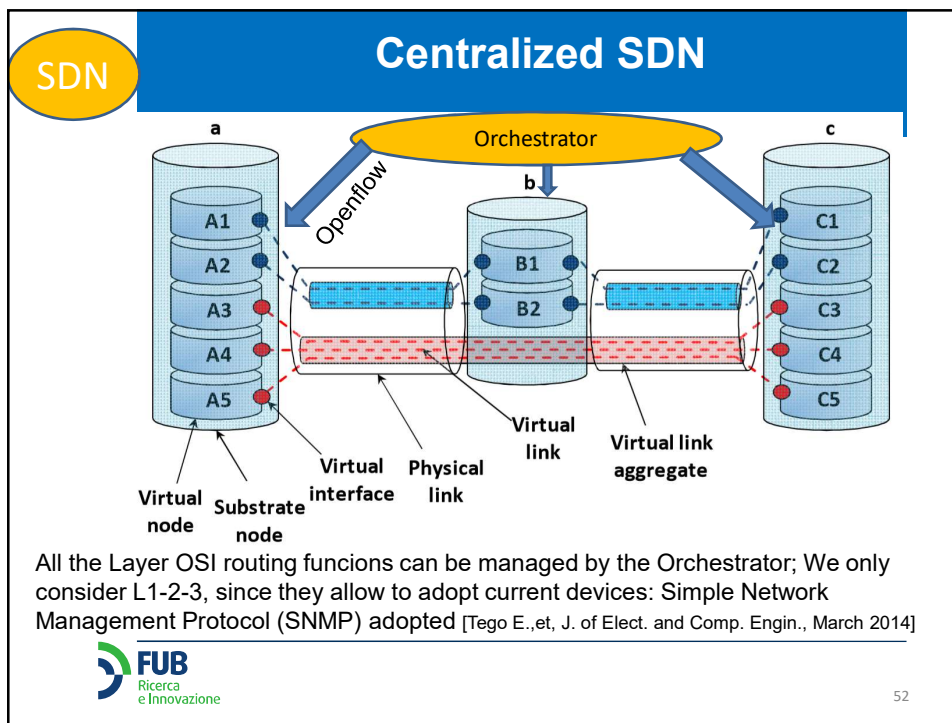 SDN
Centralized SDN
Orchestrator
Openflow
a
b
c
A1
A2
A3
A4
A5
B1
B2
C1
C2
C3
C4
C5
Virtual
node
Substrate
node
Virtual
interface
Physical
link
Virtual
link
Virtual link
aggregate
All the Layer OSI routing funcions can be managed by the Orchestrator; We only
consider L1-2-3, since they allow to adopt current devices: Simple Network
Management Protocol (SNMP) adopted [Tego E.,et, J. of Elect. and Comp. Engin., March 2014]
FUB
Ricerca
e Innovazione
52